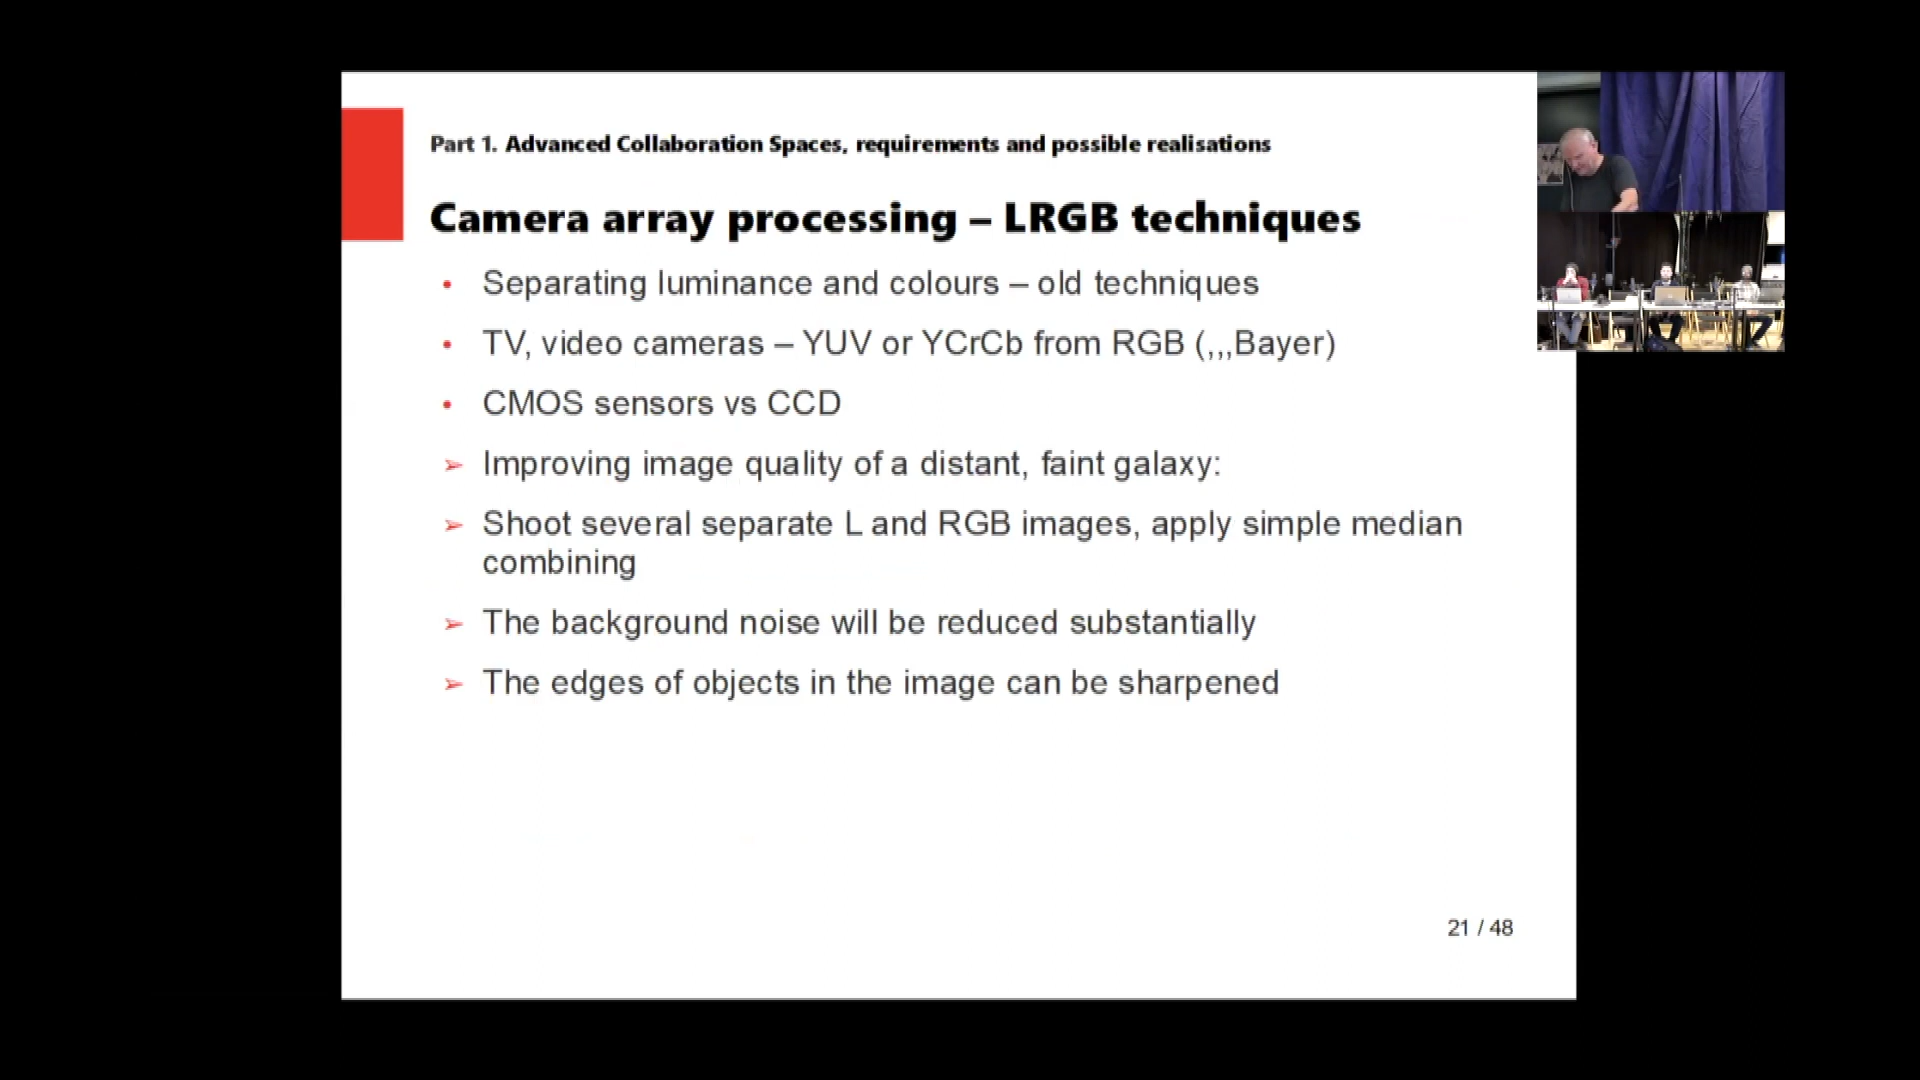 Part 1. Advanced Collaboration Spaces, requirements and possible realisations
Camera array processing – LRGB techniques
• Separating luminance and colours – old techniques
• TV, video cameras – YUV or YCrCb from RGB (,,,Bayer)
• CMOS sensors vs CCD
➢ Improving image quality of a distant, faint galaxy:
➢ Shoot several separate L and RGB images, apply simple median
combining
➢ The background noise will be reduced substantially
➢ The edges of objects in the image can be sharpened
21 / 48